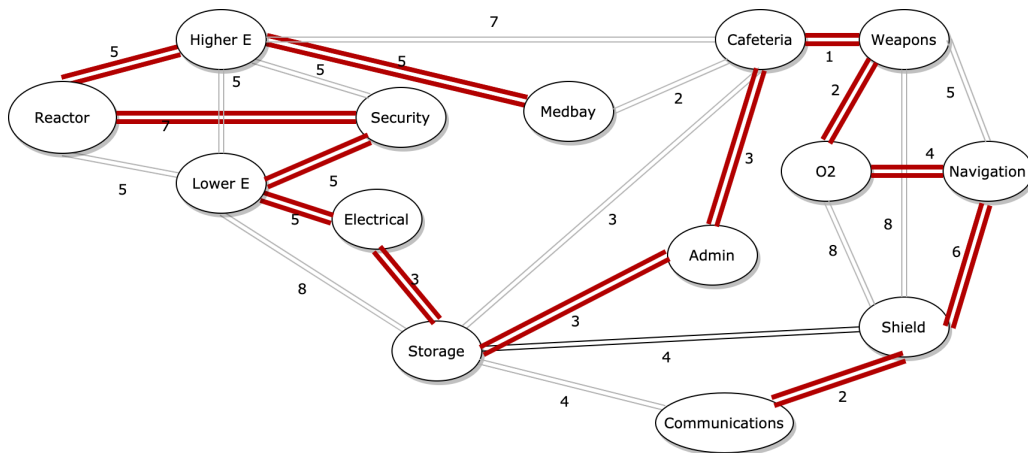 7
Higher E
Cafeteria
Weapons
5
5
1
5
5
5
2
5
2
Reactor
Security
Medbay
7
3
4
O2
Navigation
Lower E
5
5
Electrical
5
3
8
Admin
8
6
3
8
3
Shield
Storage
4
4
2
Communications